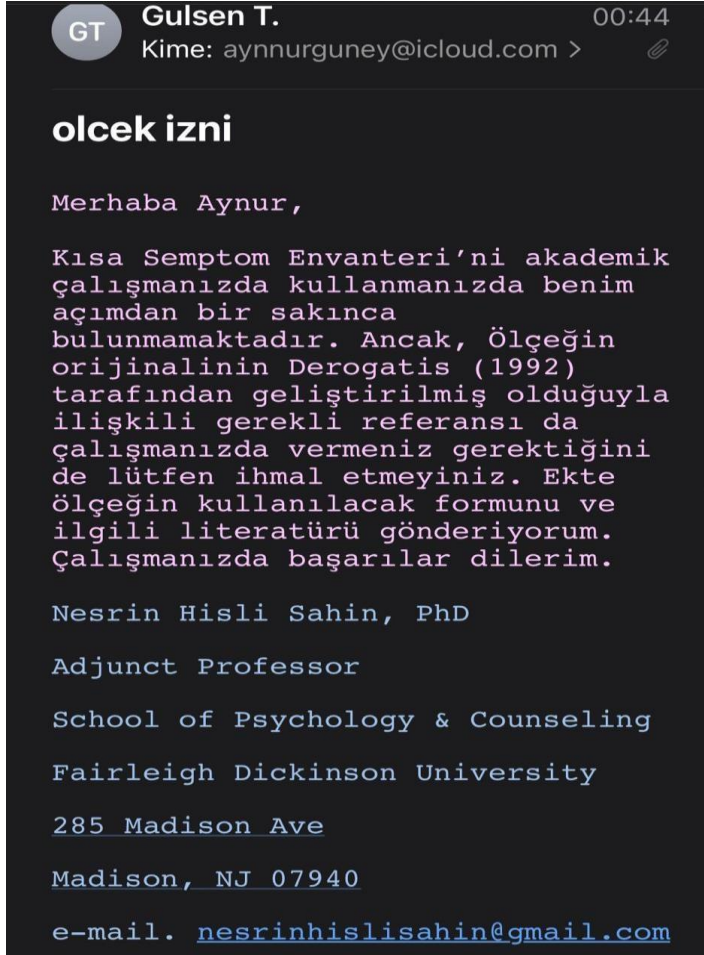 GT
Gulsen T.
00:44
Kime: aynnurguney@icloud.com >
olcek izni
Merhaba Aynur,
Kısa Semptom Envanteri’ni akademik
çalışmanızda kullanmanızda benim
açımdan bir sakınca
bulunmamaktadır. Ancak, Ölçeğin
orijinalinin Derogatis (1992)
tarafından geliştirilmiş olduğuyla
ilişkili gerekli referansı da
çalışmanızda vermeniz gerektiğini
de lütfen ihmal etmeyiniz. Ekte
ölçeğin kullanılacak formunu ve
ilgili literatürü gönderiyorum.
Çalışmanızda başarılar dilerim.
Nesrin Hisli Sahin, PhD
Adjunct Professor
School of Psychology & Counseling
Fairleigh Dickinson University
285 Madison Ave
Madison, NJ 07940
e-mail. nesrinhislisahin@gmail.com